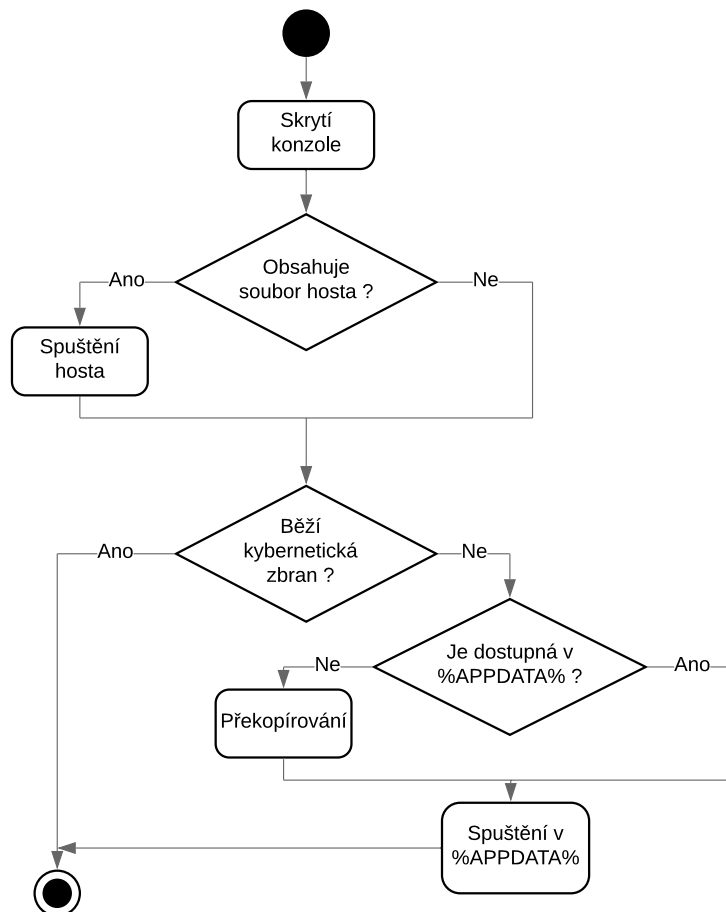 Skrytí
konzole
Obsahuje
soubor hosta ?
Ano
Ne
Spuštění
hosta
Běží
kybernetická
zbran ?
Ano
Ne
Je dostupná v
%APPDATA% ?
Ne
Ano
Překopírování
Spuštění v
%APPDATA%